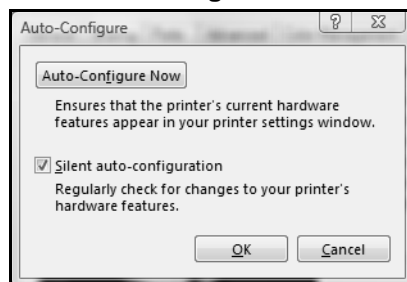 Auto-Configure
Auto-Configure Now
Ensures that the printer's current hardware
features appear in your printer settings window.
Silent auto-configuration
Regularly check for changes to your printer's
hardware features.
OK
Cancel